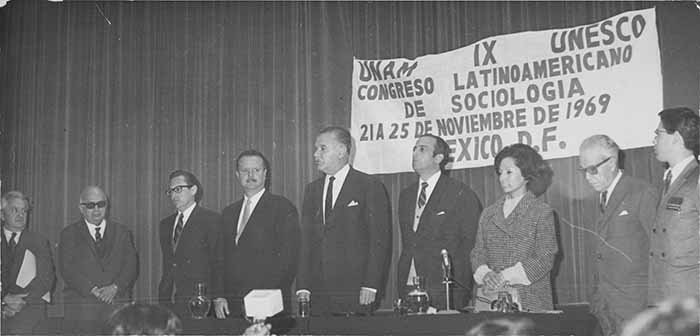 UNAM IX UNESCO
CONGRESO LATINOAMERICANO
DE SOCIOLOGIA
21 A 25 DE NOVIEMBRE DE 1969
MEXICO, D.F.